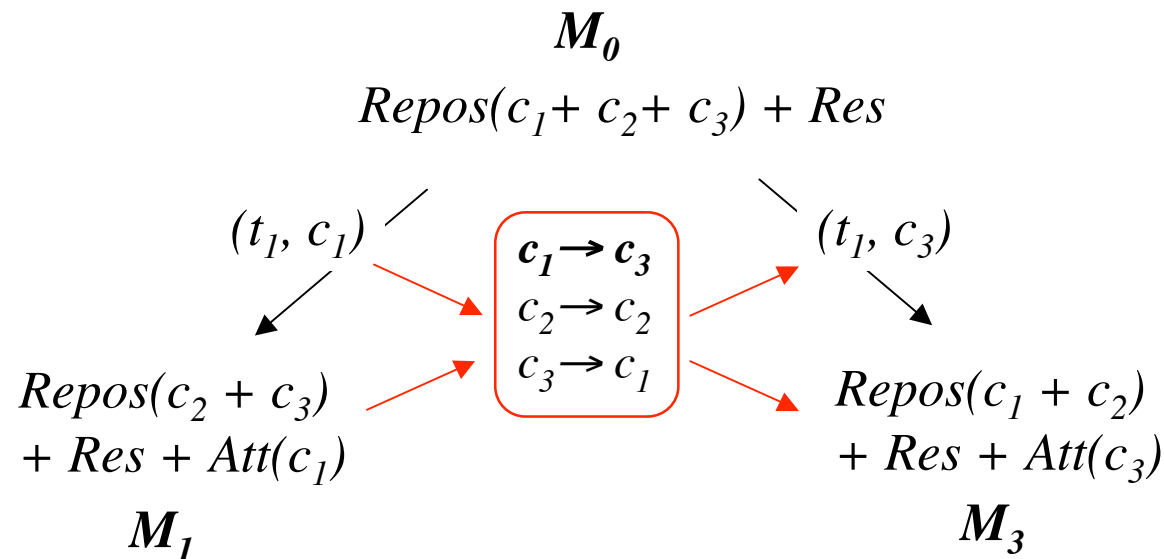 M₀
Repos(c₁+ c₂+ c₃) + Res
(t₁, c₁)
(t₁, c₃)
c₁→c₃
c₂→c₂
c₃→c₁
Repos(c₂ + c₃)
+ Res + Att(c₁)
M₁
Repos(c₁ + c₂)
+ Res + Att(c₃)
M₃